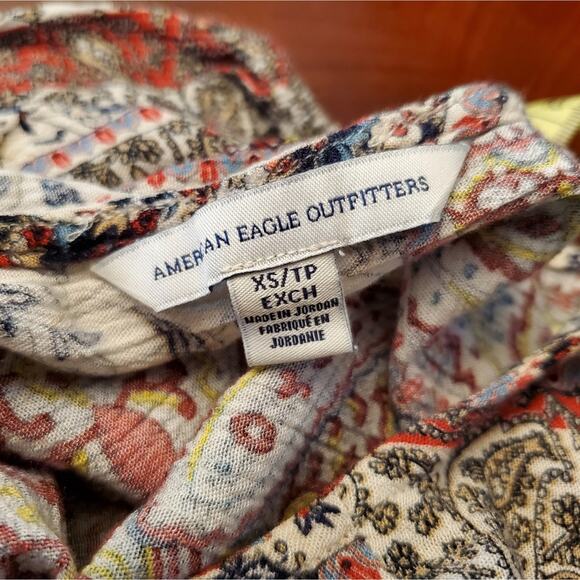 AMERICAN EAGLE OUTFITTERS
XS/TP
EXCH
MADE IN JORDAN
FABRIQUÉ EN
JORDANIE